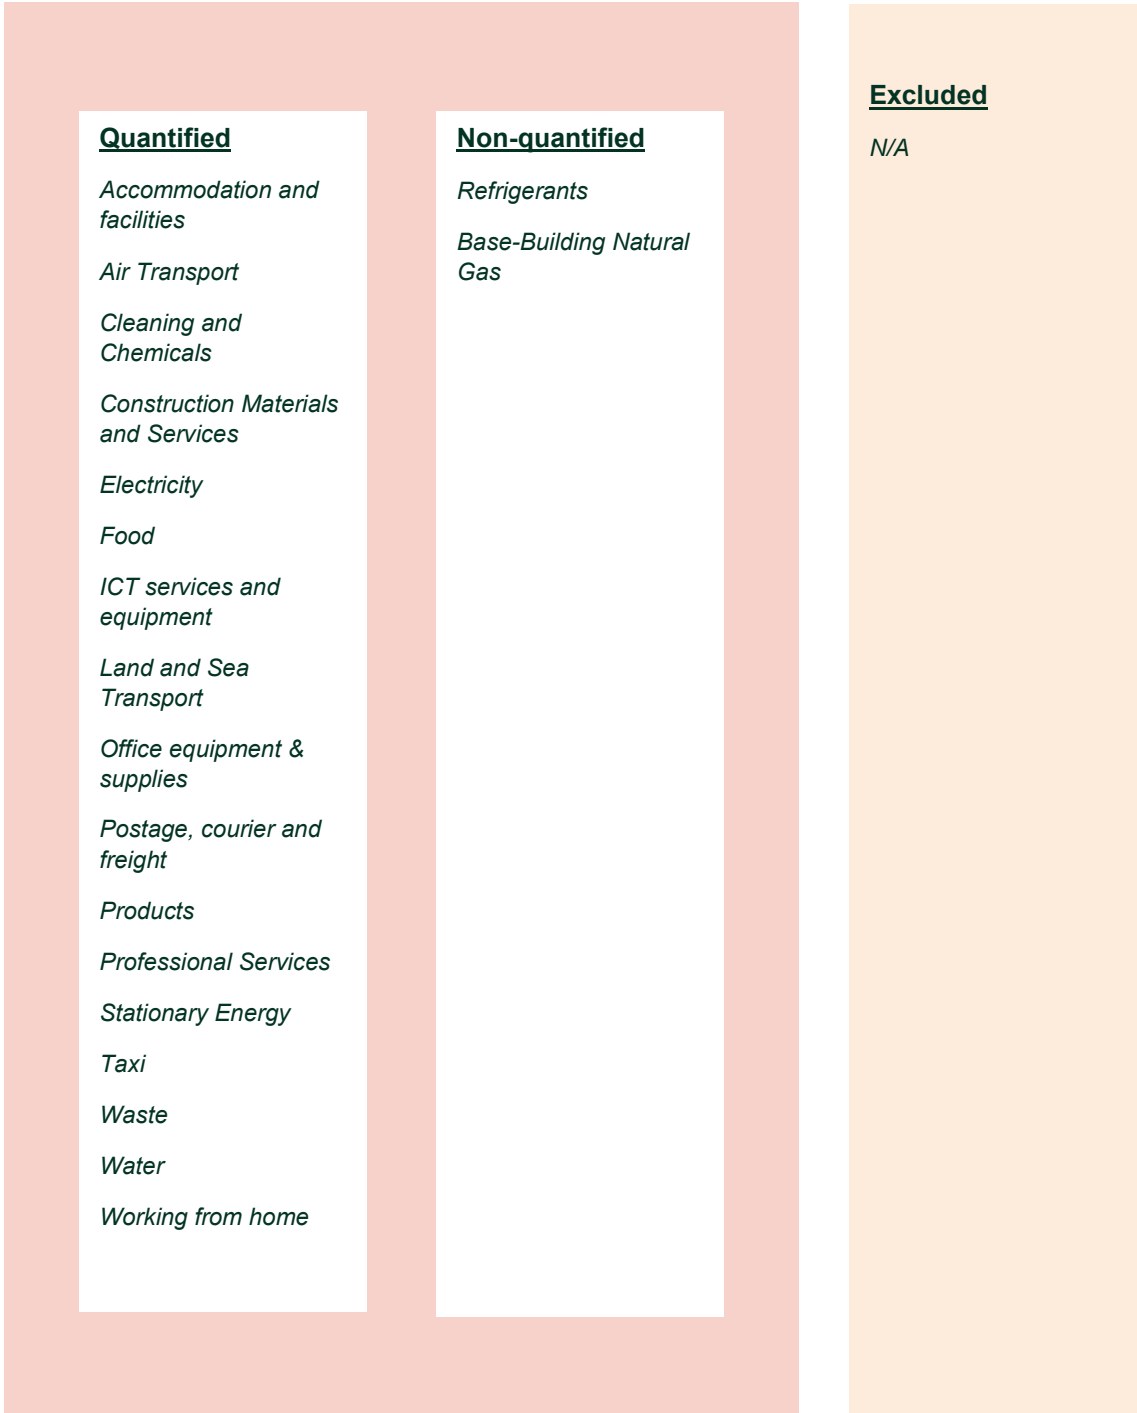 Quantified
Accommodation and
facilities
Air Transport
Cleaning and
Chemicals
Construction Materials
and Services
Electricity
Food
ICT services and
equipment
Land and Sea
Transport
Office equipment &
supplies
Postage, courier and
freight
Products
Professional Services
Stationary Energy
Taxi
Waste
Water
Working from home
Non-quantified
Refrigerants
Base-Building Natural
Gas
Excluded
N/A